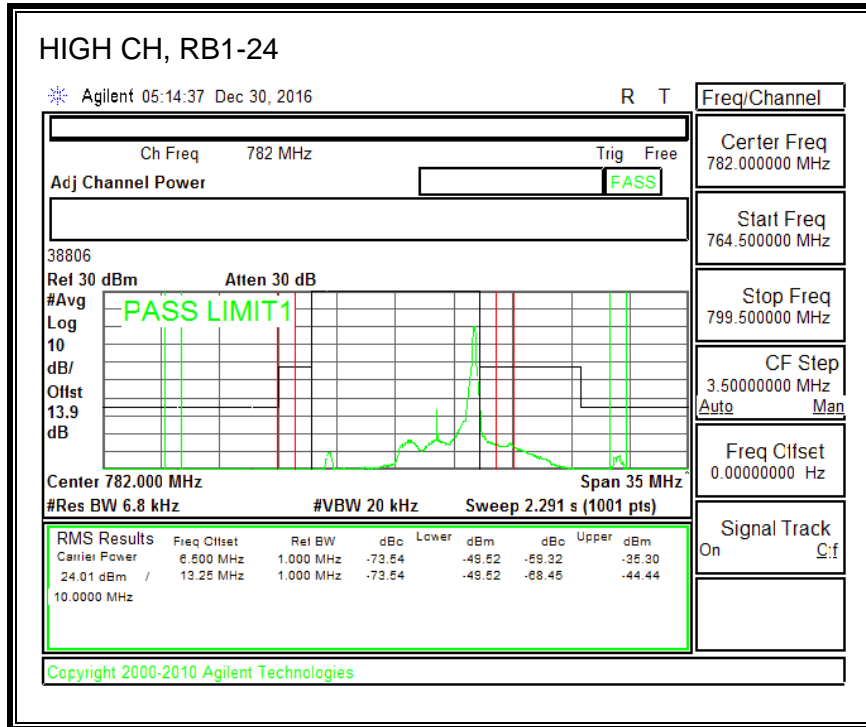 HIGH CH, RB1-24
Agilent 05:14:37 Dec 30, 2016 R T
Freq/Channel
Ch Freq 782 MHz Trig Free
Adj Channel Power PASS
Center Freq
782.000000 MHz
Start Freq
764.500000 MHz
38806
Ref 30 dBm Atten 30 dB
#Avg
Log
10
dB/
Offst
13.9
dB
PASS LIMIT1
Stop Freq
799.500000 MHz
CF Step
3.50000000 MHz
Auto Man
Freq Offset
0.00000000 Hz
Center 782.000 MHz Span 35 MHz
#Res BW 6.8 kHz #VBW 20 kHz Sweep 2.291 s (1001 pts)
Signal Track
On Off
RMS Results Freq Offset Ref BW dBc Lower dBm dBc Upper dBm
Carrier Power 6.500 MHz 1.000 MHz -73.54 -49.52 -59.32 -35.30
24.01 dBm / 13.25 MHz 1.000 MHz -73.54 -49.52 -68.45 -44.44
10.0000 MHz
Copyright 2000-2010 Agilent Technologies